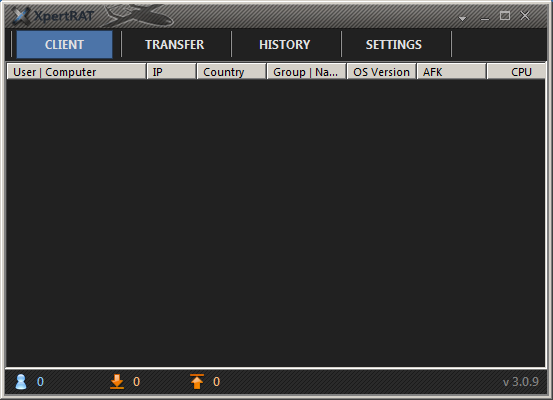 XpertRAT
CLIENT TRANSFER HISTORY SETTINGS
User | Computer IP Country Group | Na... OS Version AFK CPU
0 0 0 v 3.0.9